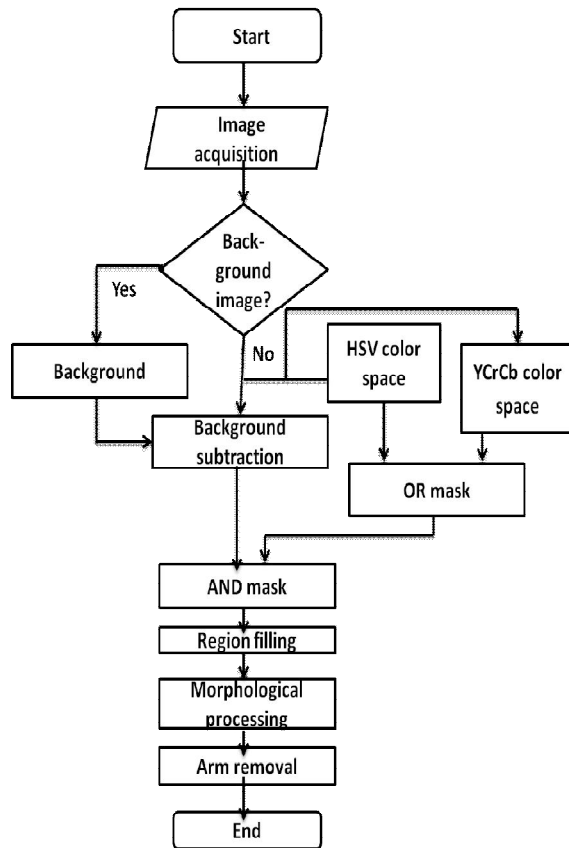 Start
Image
acquisition
Back-
ground
image?
Yes
No
Background
HSV color
space
YCrCb color
space
Background
subtraction
OR mask
AND mask
Region filling
Morphological
processing
Arm removal
End